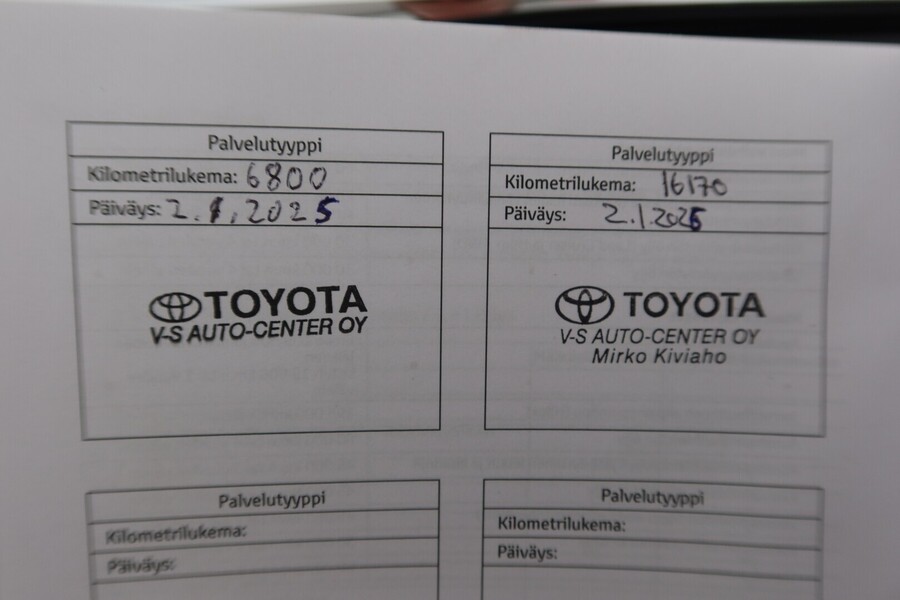 Palvelutyyppi
Kilometrilukema: 6800
Päiväys: 2.1.2025
TOYOTA
V-S AUTO-CENTER OY
Palvelutyyppi
Kilometrilukema: 16170
Päiväys: 2.1.2026
TOYOTA
V-S AUTO-CENTER OY
Mirko Kiviaho
Palvelutyyppi
Kilometrilukema:
Päiväys:
Palvelutyyppi
Kilometrilukema:
Päiväys: